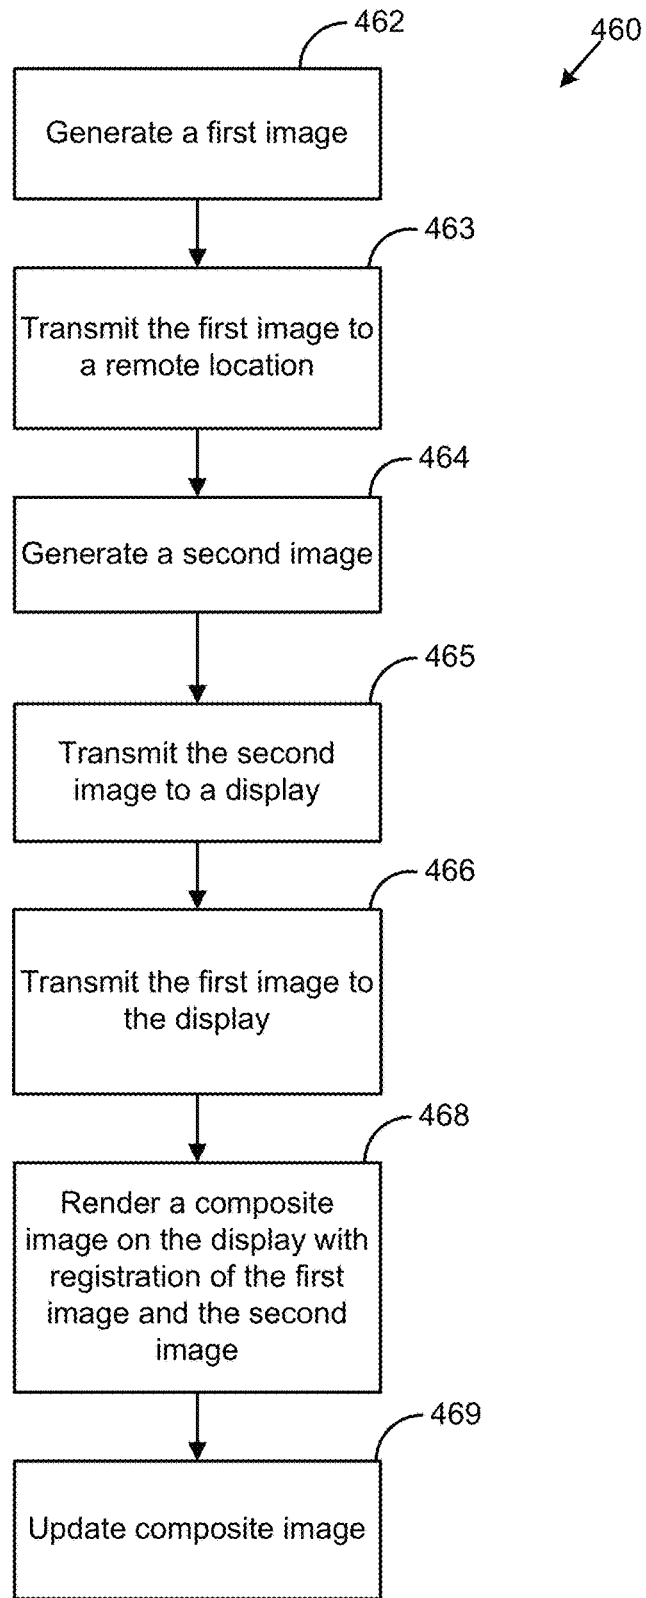 462
460
Generate a first image
463
Transmit the first image to
a remote location
464
Generate a second image
465
Transmit the second
image to a display
466
Transmit the first image to
the display
468
Render a composite
image on the display with
registration of the first
image and the second
image
469
Update composite image